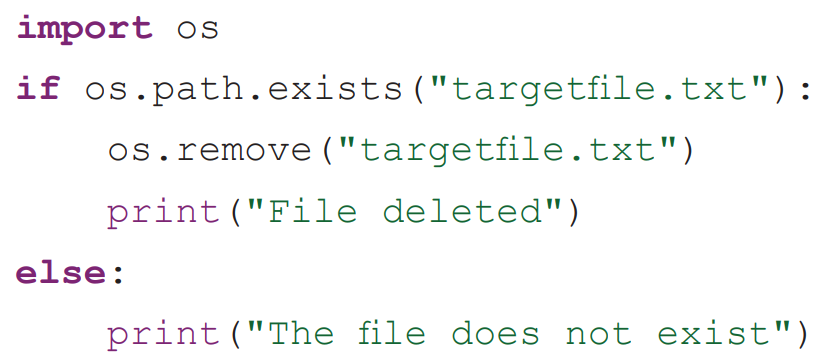 import os
if os.path.exists("targetfile.txt"):
    os.remove("targetfile.txt")
    print("File deleted")
else:
    print("The file does not exist")